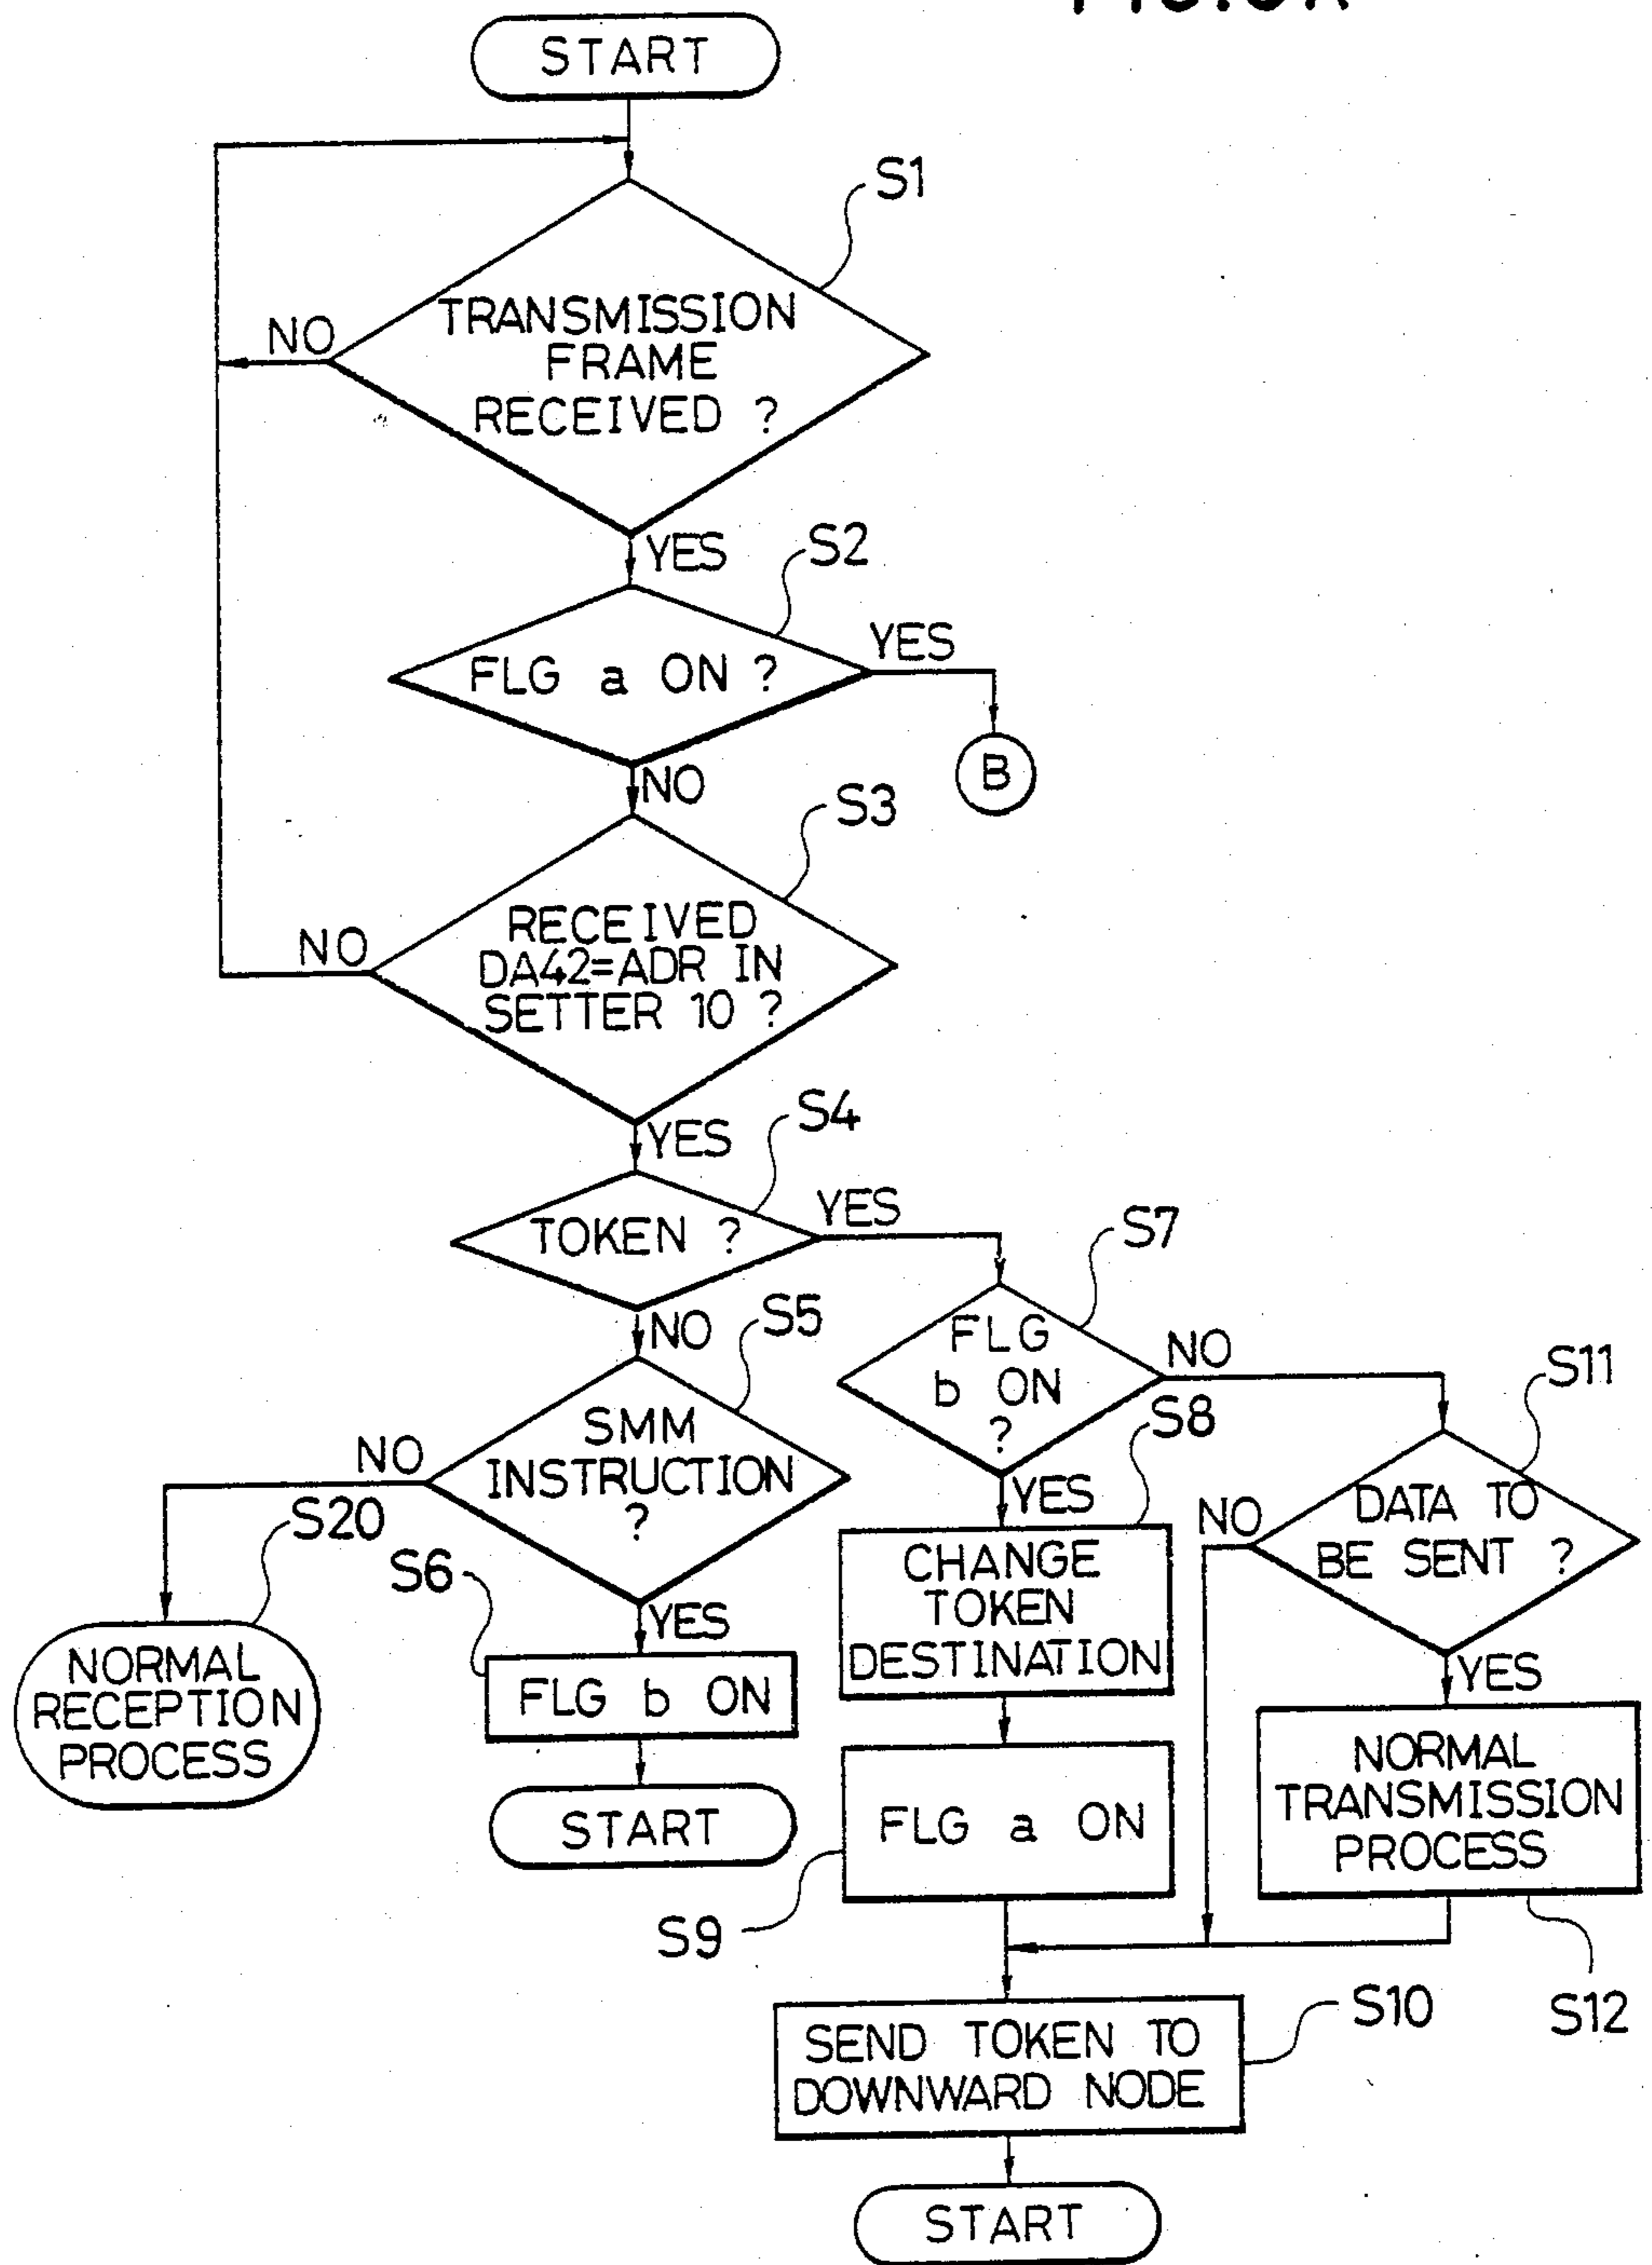 START
S1
TRANSMISSION
FRAME
RECEIVED ?
NO
YES
S2
FLG a ON ?
YES
B
NO
S3
RECEIVED
DA42=ADR IN
SETTER 10 ?
NO
YES
S4
TOKEN ?
YES
NO
S5
SMM
INSTRUCTION
?
NO
S20
NORMAL
RECEPTION
PROCESS
YES
S6
FLG b ON
START
S7
FLG
b ON
?
NO
YES
S8
CHANGE
TOKEN
DESTINATION
FLG a ON
S9
S11
DATA TO
BE SENT ?
NO
YES
NORMAL
TRANSMISSION
PROCESS
S12
SEND TOKEN TO
DOWNWARD NODE
S10
START